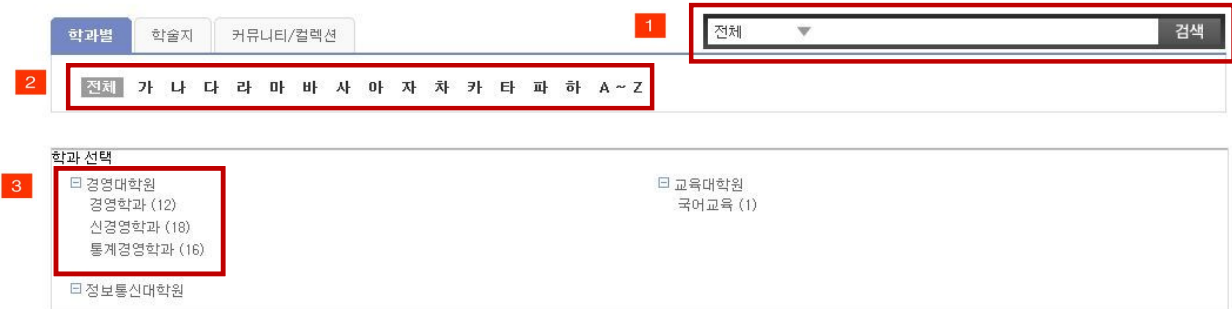 학과별 학술지 커뮤니티/컬렉션 1 전체 검색
2 전체 가 나 다 라 마 바 사 아 자 차 카 타 파 하 A ~ Z
학과 선택
3
경영대학원
경영학과 (12)
신경영학과 (18)
통계경영학과 (16)
정보통신대학원
교육대학원
국어교육 (1)